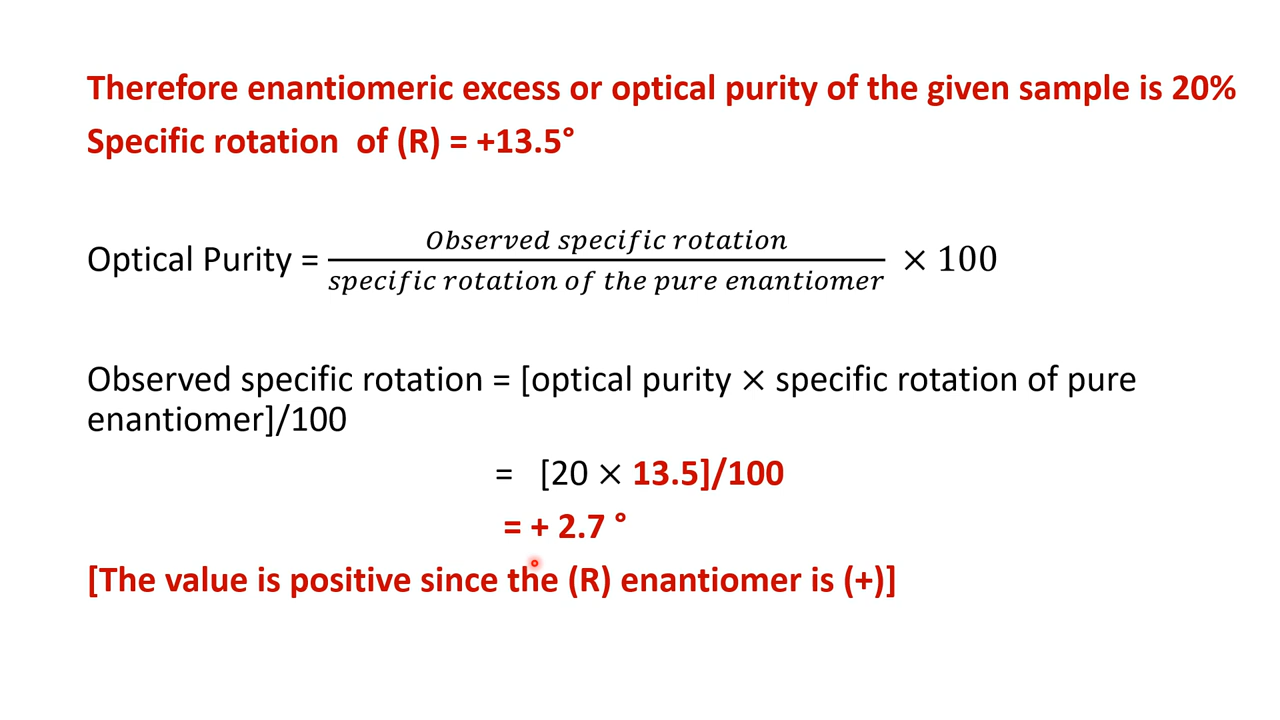 Therefore enantiomeric excess or optical purity of the given sample is 20%
Specific rotation of (R) = +13.5°
Optical Purity = Observed specific rotation / specific rotation of the pure enantiomer × 100
Observed specific rotation = [optical purity × specific rotation of pure
enantiomer]/100
= [20 × 13.5]/100
= + 2.7 °
[The value is positive since the (R) enantiomer is (+)]